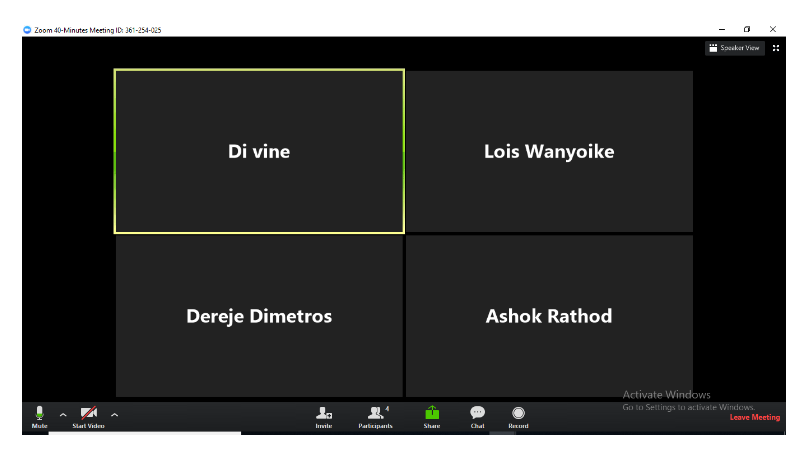 Zoom 40-Minutes Meeting ID: 361-254-025
Speaker View
Di vine
Lois Wanyoike
Dereje Dimetros
Ashok Rathod
Activate Windows
Go to Settings to activate Windows.
4
Mute
Start Video
Invite
Participants
Share
Chat
Record
Leave Meeting